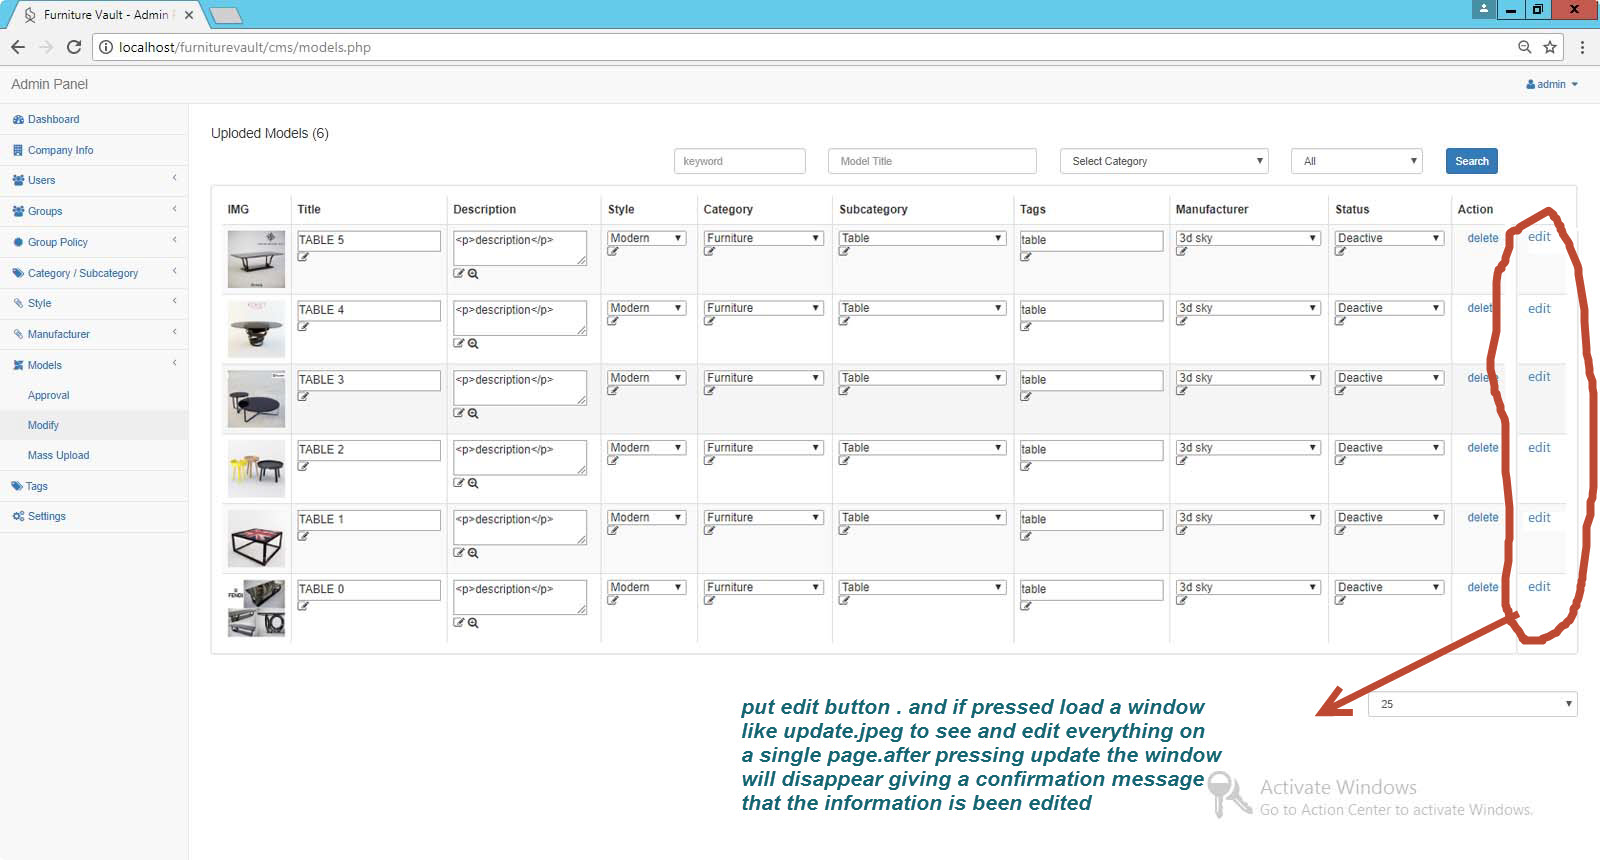 Furniture Vault - Admin P
localhost/furniturevault/cms/models.php
Admin Panel
admin
Dashboard
Company Info
Users
Groups
Group Policy
Category / Subcategory
Style
Manufacturer
Models
Approval
Modify
Mass Upload
Tags
Settings
Uploded Models (6)
keyword Model Title Select Category All Search
IMG Title Description Style Category Subcategory Tags Manufacturer Status Action
TABLE 5 <p>description</p> Modern Furniture Table table 3d sky Deactive delete edit
TABLE 4 <p>description</p> Modern Furniture Table table 3d sky Deactive delete edit
TABLE 3 <p>description</p> Modern Furniture Table table 3d sky Deactive delete edit
TABLE 2 <p>description</p> Modern Furniture Table table 3d sky Deactive delete edit
TABLE 1 <p>description</p> Modern Furniture Table table 3d sky Deactive delete edit
TABLE 0 <p>description</p> Modern Furniture Table table 3d sky Deactive delete edit
FENDI
25
put edit button . and if pressed load a window
like update.jpeg to see and edit everything on
a single page.after pressing update the window
will disappear giving a confirmation message
that the information is been edited
Activate Windows
Go to Action Center to activate Windows.